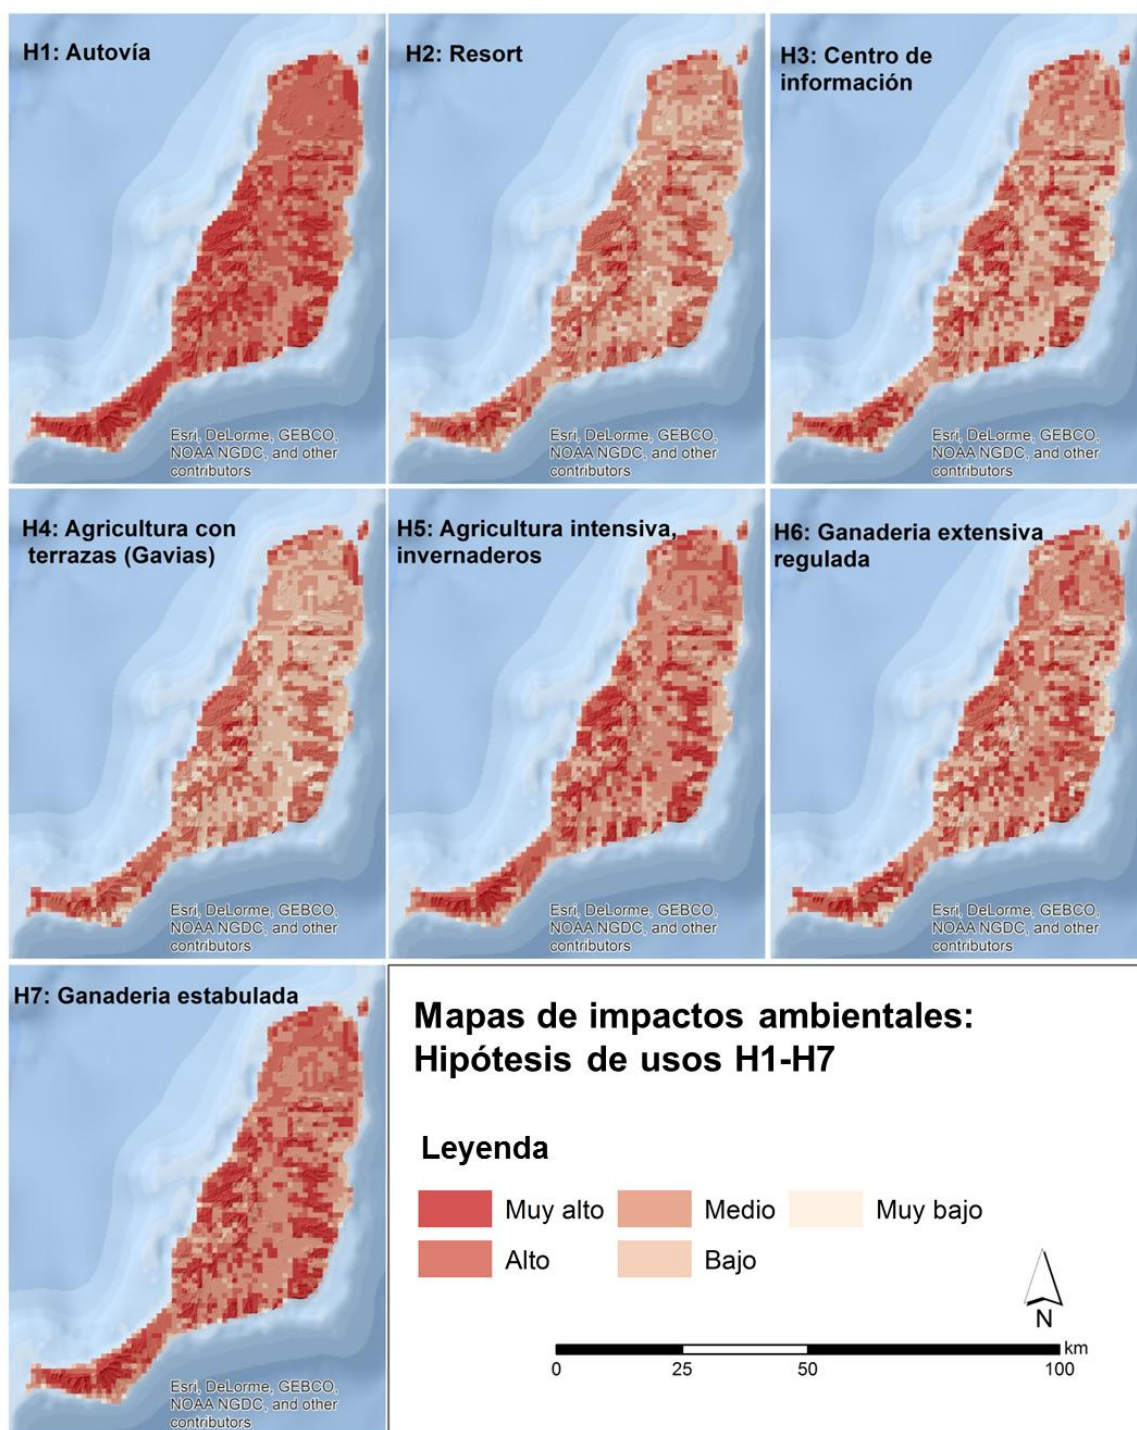 H1: Autovía
Esri, DeLorme, GEBCO,
NOAA NGDC, and other
contributors
H2: Resort
Esri, DeLorme, GEBCO,
NOAA NGDC, and other
contributors
H3: Centro de
información
Esri, DeLorme, GEBCO,
NOAA NGDC, and other
contributors
H4: Agricultura con
terrazas (Gavias)
Esri, DeLorme, GEBCO,
NOAA NGDC, and other
contributors
H5: Agricultura intensiva,
invernaderos
Esri, DeLorme, GEBCO,
NOAA NGDC, and other
contributors
H6: Ganaderia extensiva
regulada
Esri, DeLorme, GEBCO,
NOAA NGDC, and other
contributors
H7: Ganaderia estabulada
Esri, DeLorme, GEBCO,
NOAA NGDC, and other
contributors
Mapas de impactos ambientales:
Hipótesis de usos H1-H7
Leyenda
Muy alto Medio Muy bajo
Alto Bajo
N
km
0 25 50 100